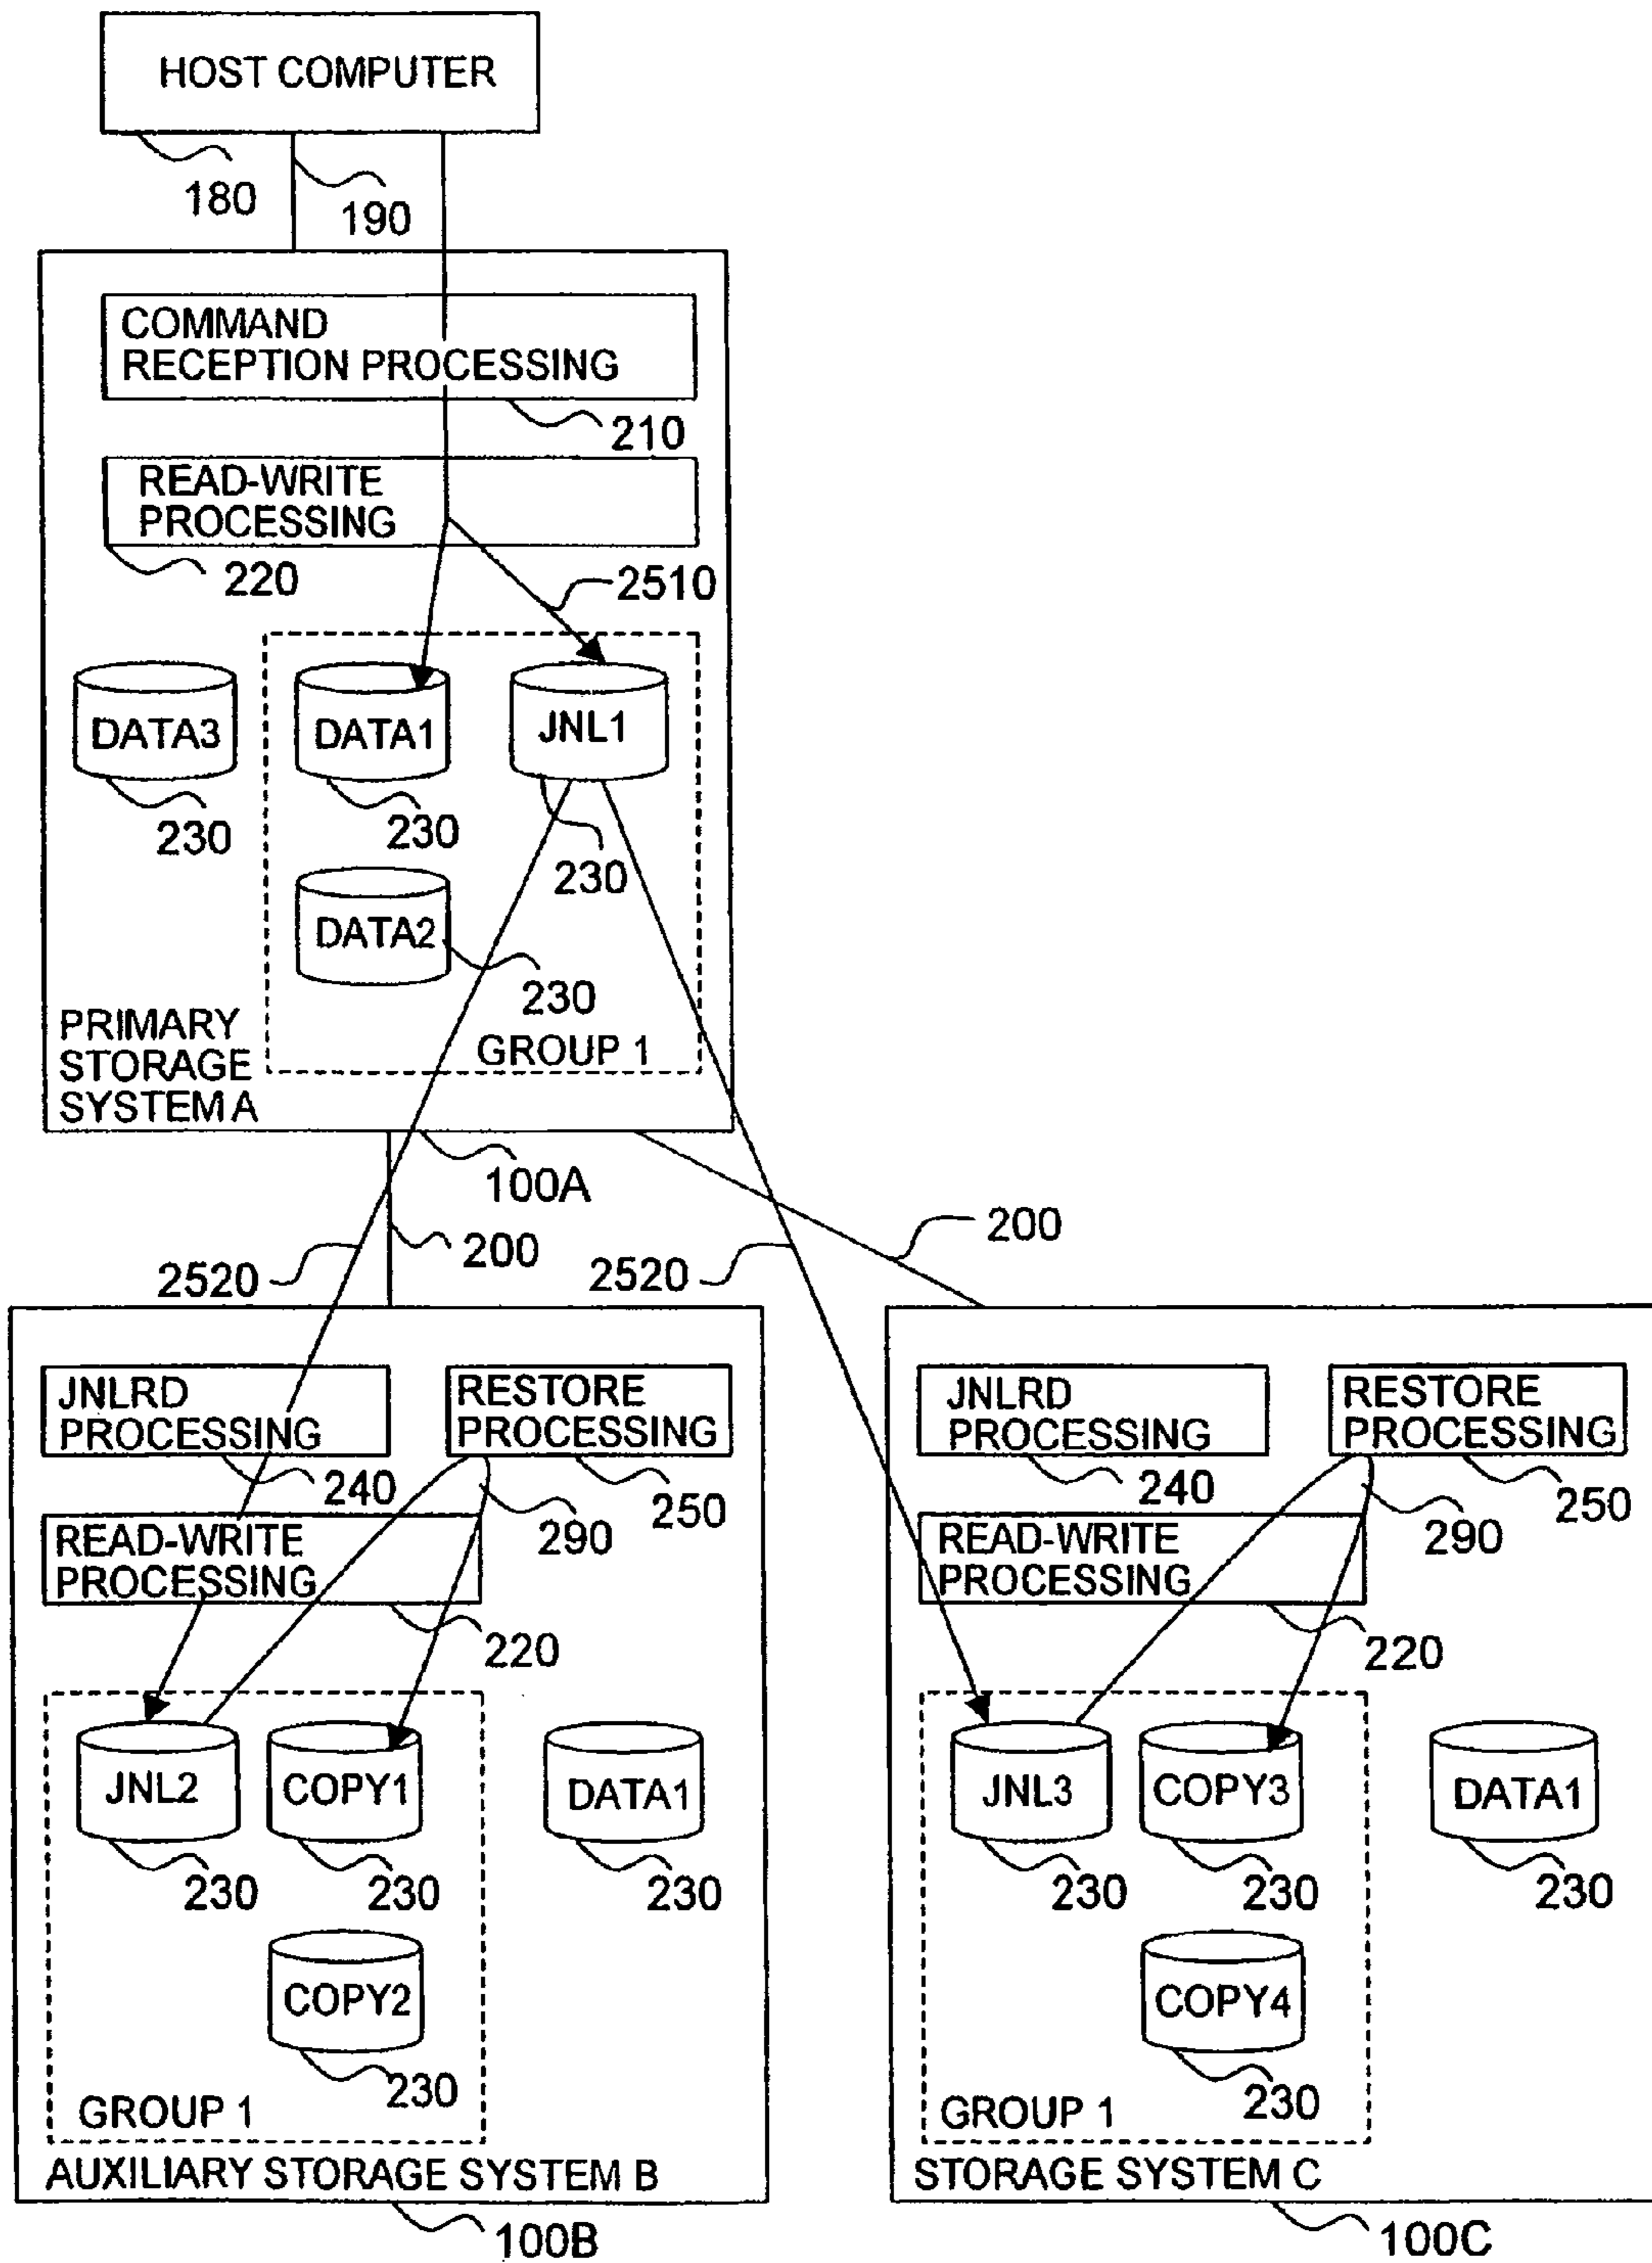 HOST COMPUTER
180
190
COMMAND
RECEPTION PROCESSING
210
READ-WRITE
PROCESSING
220
2510
DATA3
DATA1
JNL1
230
230
230
DATA2
230
PRIMARY
STORAGE
SYSTEM A
GROUP 1
100A
200
200
2520
2520
JNLRD
PROCESSING
RESTORE
PROCESSING
240
290
250
READ-WRITE
PROCESSING
220
JNL2
COPY1
DATA1
230
230
230
COPY2
230
GROUP 1
AUXILIARY STORAGE SYSTEM B
100B
JNLRD
PROCESSING
RESTORE
PROCESSING
240
290
250
READ-WRITE
PROCESSING
220
JNL3
COPY3
DATA1
230
230
230
COPY4
230
GROUP 1
STORAGE SYSTEM C
100C